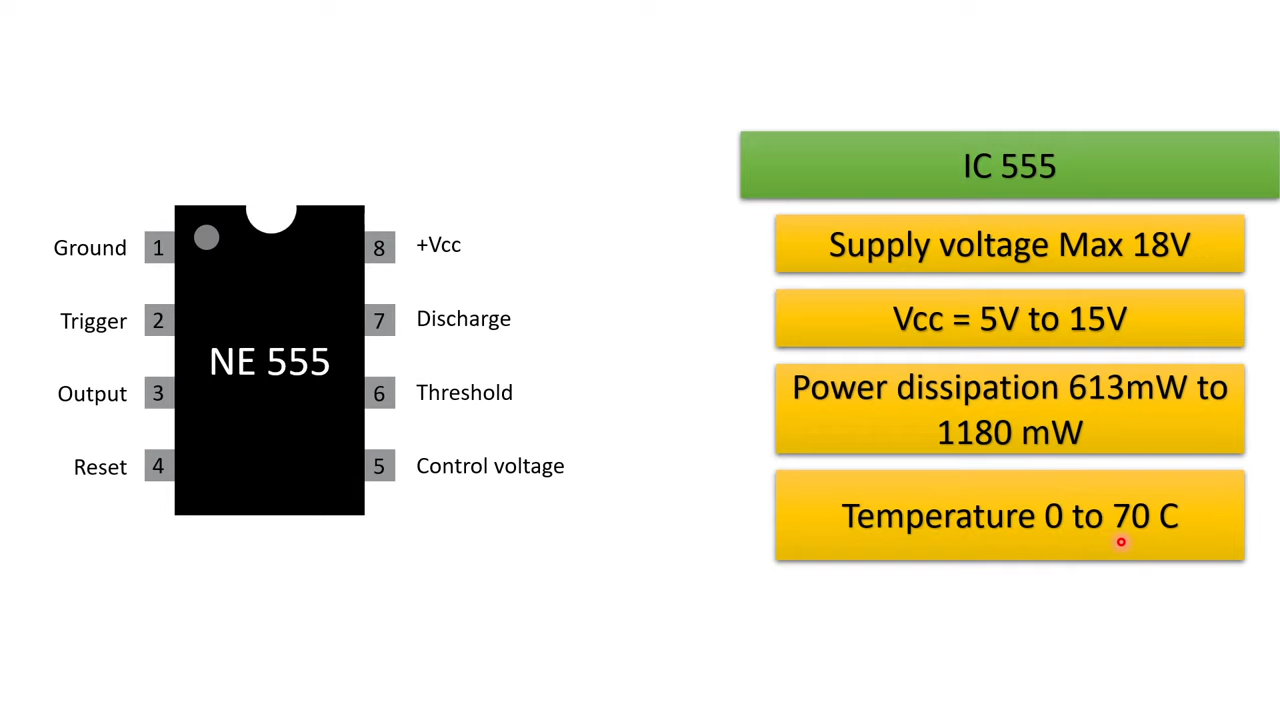 Ground 1
Trigger 2
Output 3
Reset 4
NE 555
8 +Vcc
7 Discharge
6 Threshold
5 Control voltage
IC 555
Supply voltage Max 18V
Vcc = 5V to 15V
Power dissipation 613mW to
1180 mW
Temperature 0 to 70 C